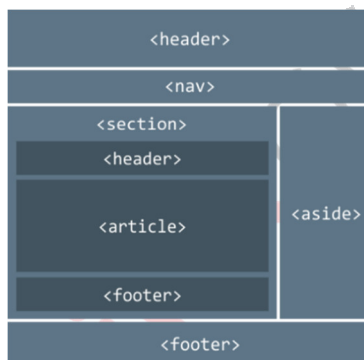 <header>
<nav>
<section>
<header>
<article>
<footer>
<aside>
<footer>